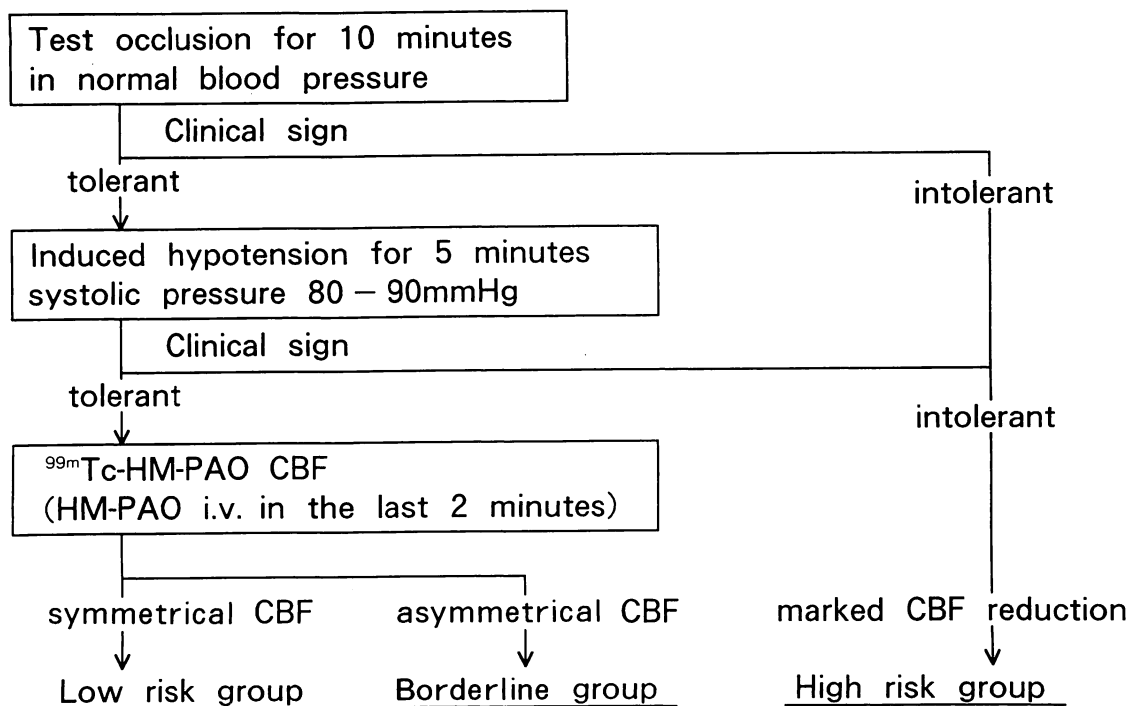 Test occlusion for 10 minutes
in normal blood pressure
Clinical sign
tolerant
intolerant
Induced hypotension for 5 minutes
systolic pressure 80 – 90mmHg
Clinical sign
tolerant
intolerant
99mTc-HM-PAO CBF
(HM-PAO i.v. in the last 2 minutes)
symmetrical CBF
asymmetrical CBF
marked CBF reduction
Low risk group
Borderline group
High risk group